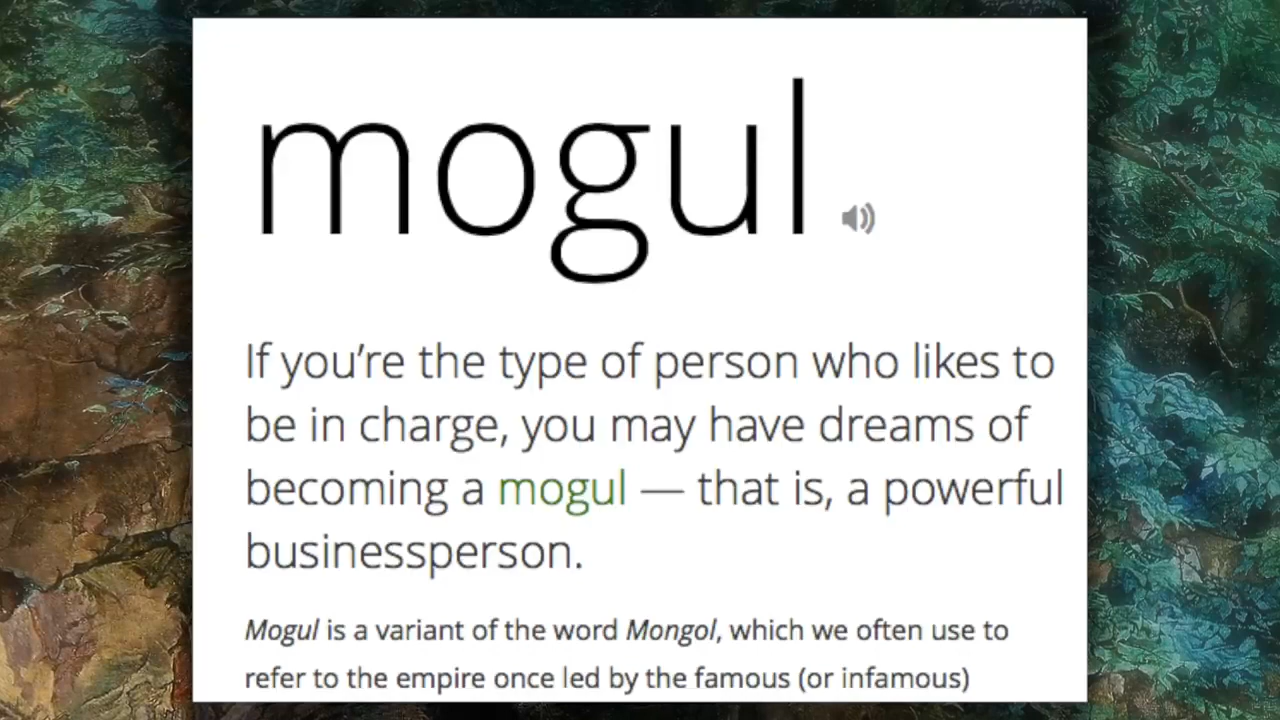 mogul
If you’re the type of person who likes to
be in charge, you may have dreams of
becoming a mogul — that is, a powerful
businessperson.
Mogul is a variant of the word Mongol, which we often use to
refer to the empire once led by the famous (or infamous)